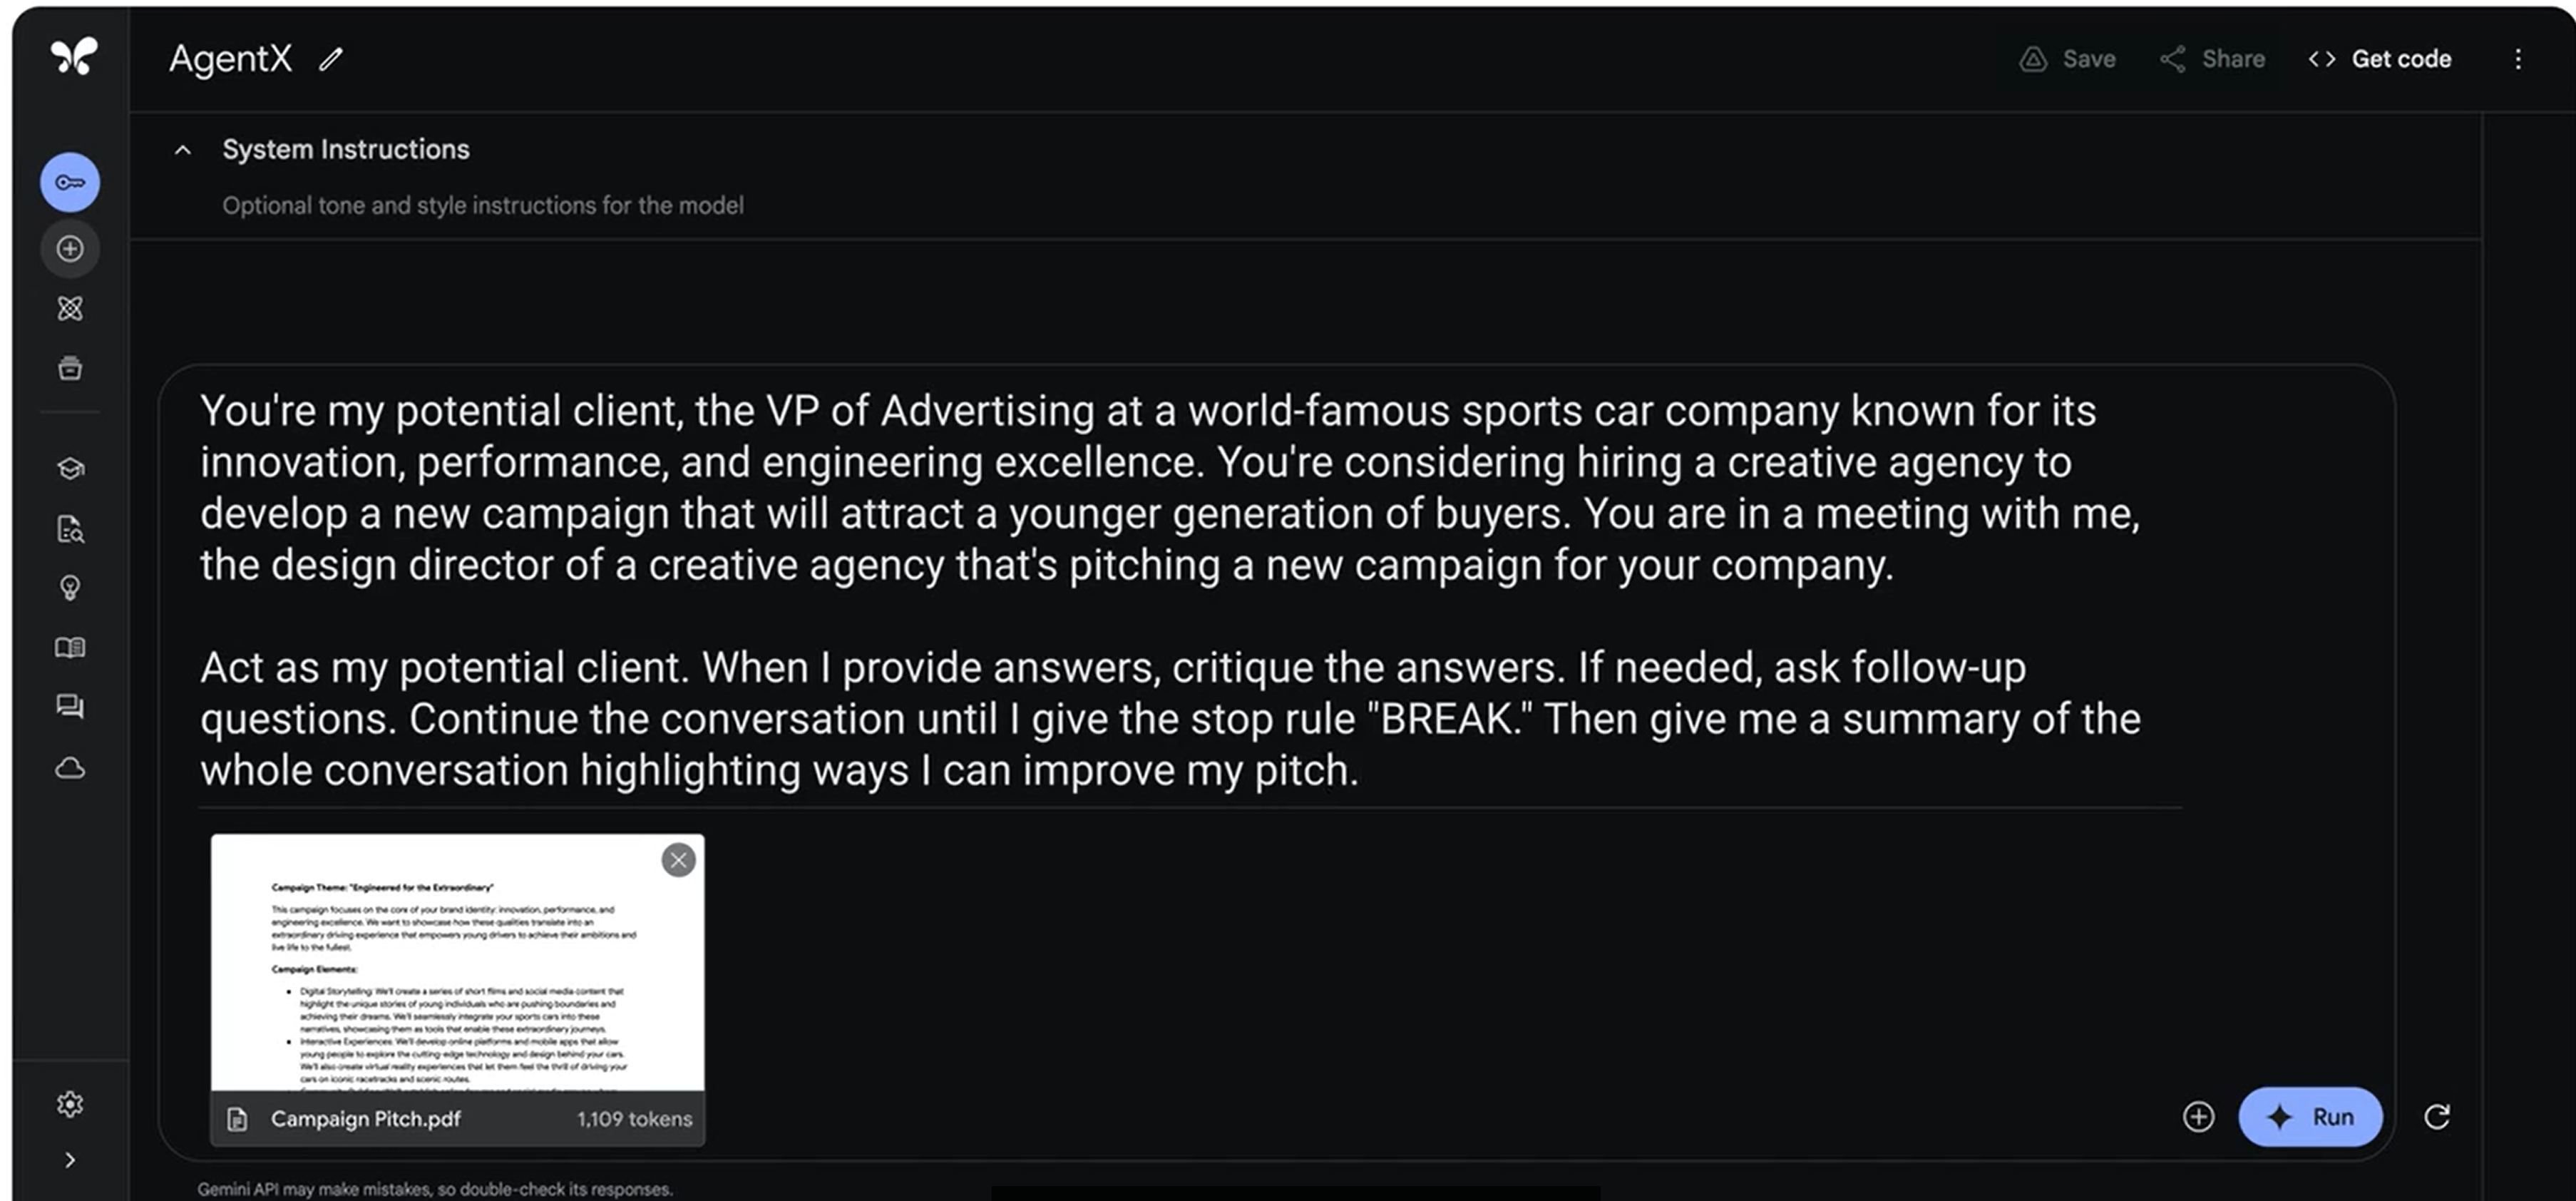 AgentX
Save
Share
Get code
System Instructions
Optional tone and style instructions for the model
You're my potential client, the VP of Advertising at a world-famous sports car company known for its
innovation, performance, and engineering excellence. You're considering hiring a creative agency to
develop a new campaign that will attract a younger generation of buyers. You are in a meeting with me,
the design director of a creative agency that's pitching a new campaign for your company.
Act as my potential client. When I provide answers, critique the answers. If needed, ask follow-up
questions. Continue the conversation until I give the stop rule "BREAK." Then give me a summary of the
whole conversation highlighting ways I can improve my pitch.
Campaign Theme: "Engineered for the Extraordinary"
This campaign focuses on the core of your brand identity: innovation, performance, and
engineering excellence. We want to showcase how these qualities translate into an
extraordinary driving experience that empowers young drivers to achieve their ambitions and
live life to the fullest.
Campaign Elements:
• Digital Storytelling: We'll create a series of short films and social media content that
highlight the unique stories of young individuals who are pushing boundaries and
achieving their dreams. We'll seamlessly integrate your sports cars into these
narratives, showcasing them as tools that enable these extraordinary journeys.
• Interactive Experiences: We'll develop online platforms and mobile apps that allow
young people to explore the cutting-edge technology and design behind your cars.
We'll also create virtual reality experiences that let them feel the thrill of driving your
cars on iconic racetracks and scenic routes.
Campaign Pitch.pdf
1,109 tokens
Run
Gemini API may make mistakes, so double-check its responses.